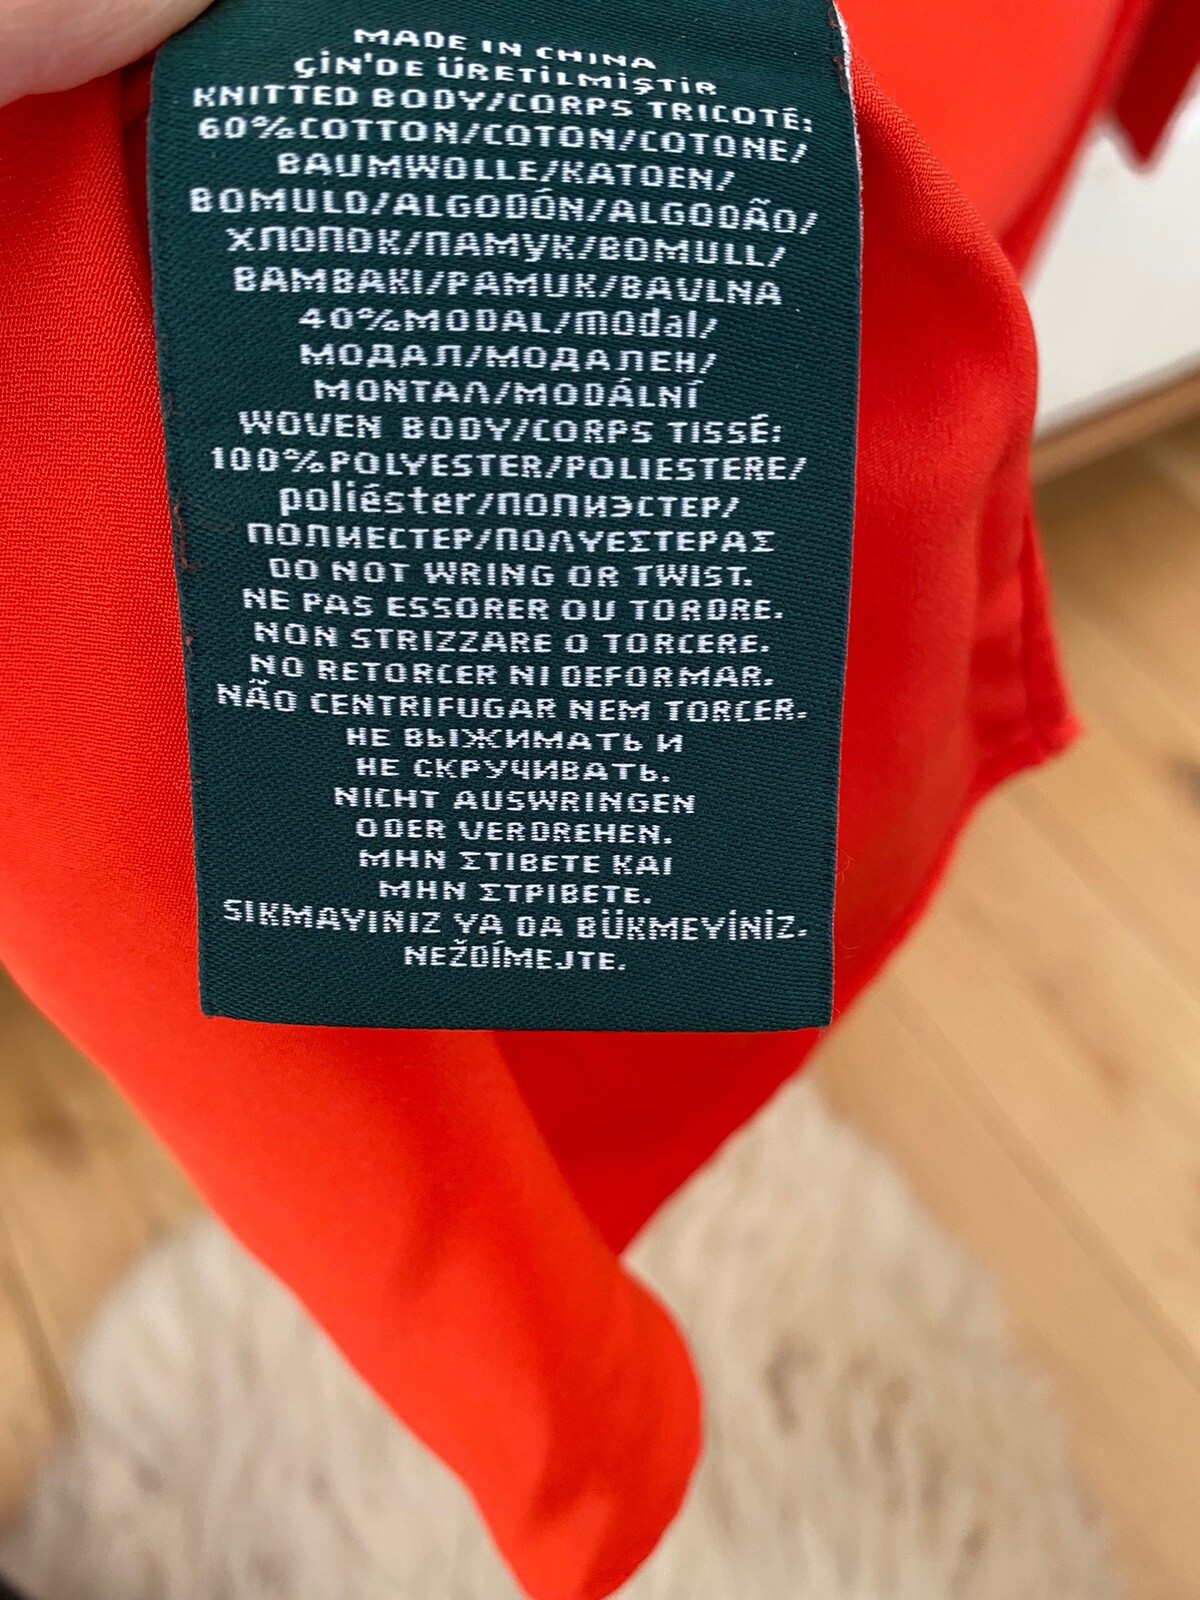 MADE IN CHINA
ÇİN'DE ÜRETİLMİŞTİR
KNITTED BODY/CORPS TRICOTÉ:
60%COTTON/COTON/COTONE/
BAUMWOLLE/KATOEN/
BOMULD/ALGODÓN/ALGODÃO/
ХЛОПОК/ПАМУК/BOMULL/
BAMBAKI/PAMUK/BAVLNA
40%MODAL/modal/
МОДАЛ/МОДАЛЕН/
ΜΟΝΤΑΛ/MODÁLNÍ
WOVEN BODY/CORPS TISSÉ:
100%POLYESTER/POLIESTERE/
poliéster/ПОЛИЭСТЕР/
ПОЛИЕСТЕР/ΠΟΛΥΕΣΤΕΡΑΣ
DO NOT WRING OR TWIST.
NE PAS ESSORER OU TORDRE.
NON STRIZZARE O TORCERE.
NO RETORCER NI DEFORMAR.
NÃO CENTRIFUGAR NEM TORCER.
НЕ ВЫЖИМАТЬ И
НЕ СКРУЧИВАТЬ.
NICHT AUSWRINGEN
ODER VERDREHEN.
ΜΗΝ ΣΤΙΒΕΤΕ ΚΑΙ
ΜΗΝ ΣΤΡΙΒΕΤΕ.
SIKMAYINIZ YA DA BÜKMEYİNİZ.
NEŽDÍMEJTE.